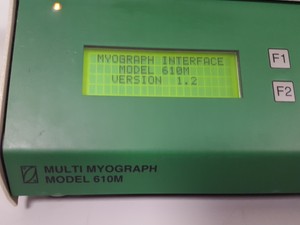 MYOGRAPH INTERFACE
MODEL 610M
VERSION 1.2
F1
F2
MULTI MYOGRAPH
MODEL 610M